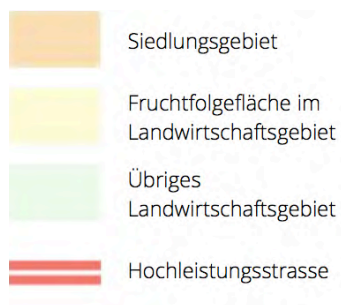 Siedlungsgebiet
Fruchtfolgefläche im
Landwirtschaftsgebiet
Übriges
Landwirtschaftsgebiet
Hochleistungsstrasse